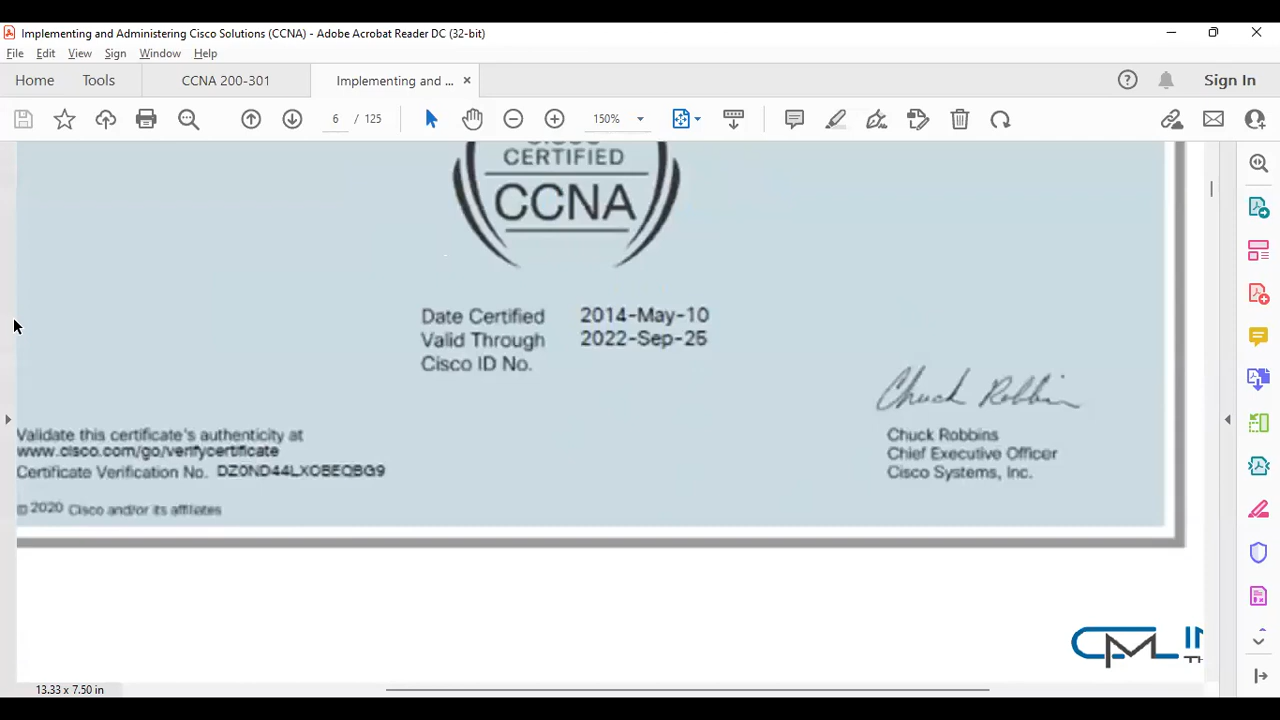 Implementing and Administering Cisco Solutions (CCNA) - Adobe Acrobat Reader DC (32-bit)
File Edit View Sign Window Help
Home Tools CCNA 200-301 Implementing and ... × Sign In
6 / 125 150%
CISCO
CERTIFIED
CCNA
Date Certified 2014-May-10
Valid Through 2022-Sep-25
Cisco ID No.
Chuck Robbins
Validate this certificate's authenticity at
www.cisco.com/go/verifycertificate
Certificate Verification No. DZ0ND44LXOBEQBG9
© 2020 Cisco and/or its affiliates
Chuck Robbins
Chief Executive Officer
Cisco Systems, Inc.
13.33 x 7.50 in